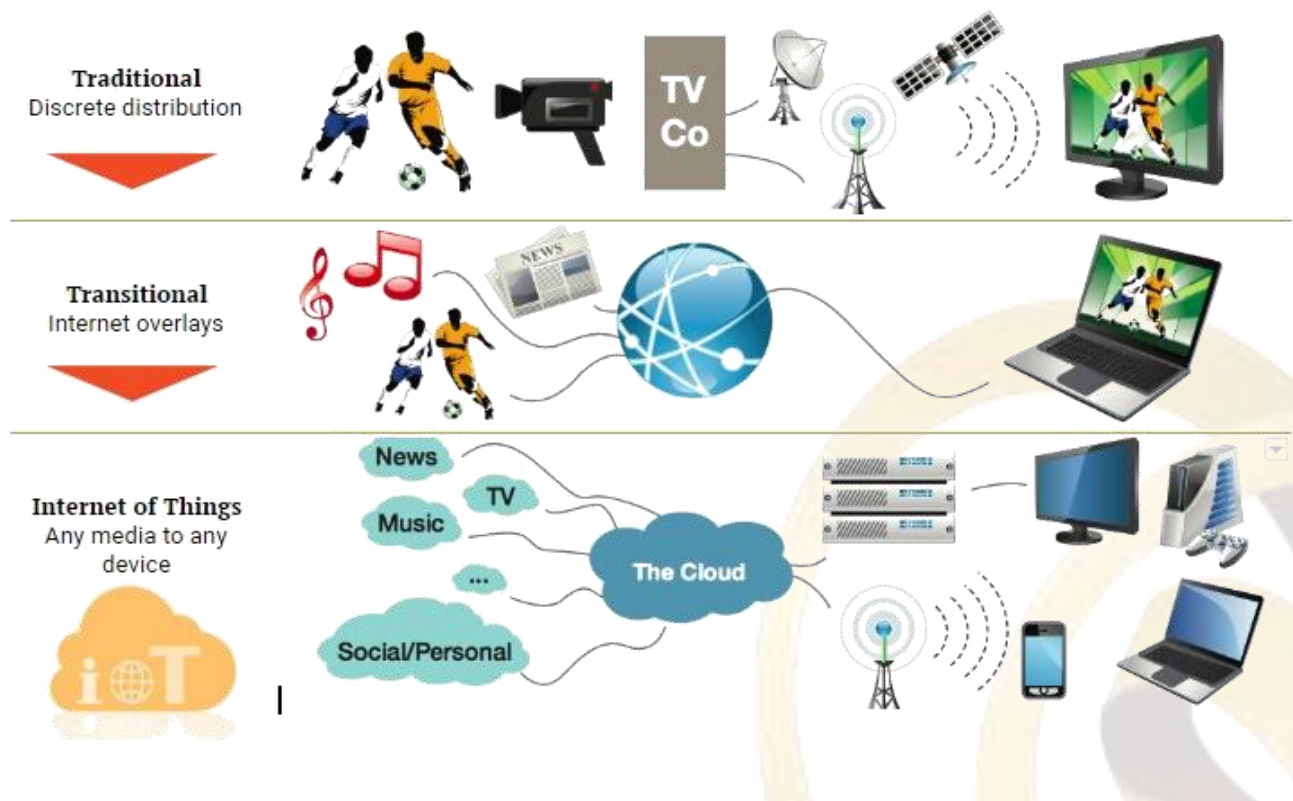 Traditional
Discrete distribution
TV
Co
Transitional
Internet overlays
NEWS
Internet of Things
Any media to any
device
News
TV
Music
The Cloud
...
Social/Personal
iOT